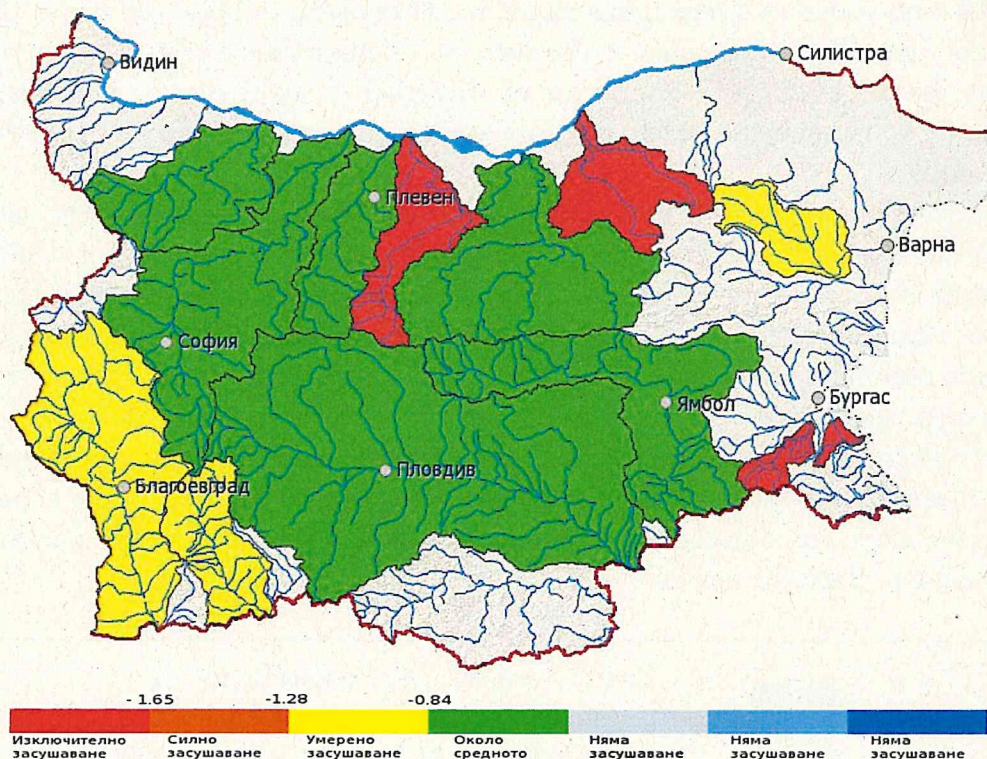 Видин
Силистра
Плевен
Варна
София
Ямбол
Бургас
Пловдив
Благоевград
- 1.65
-1.28
-0.84
Изключително засушаване
Силно засушаване
Умерено засушаване
Около средното
Няма засушаване
Няма засушаване
Няма засушаване